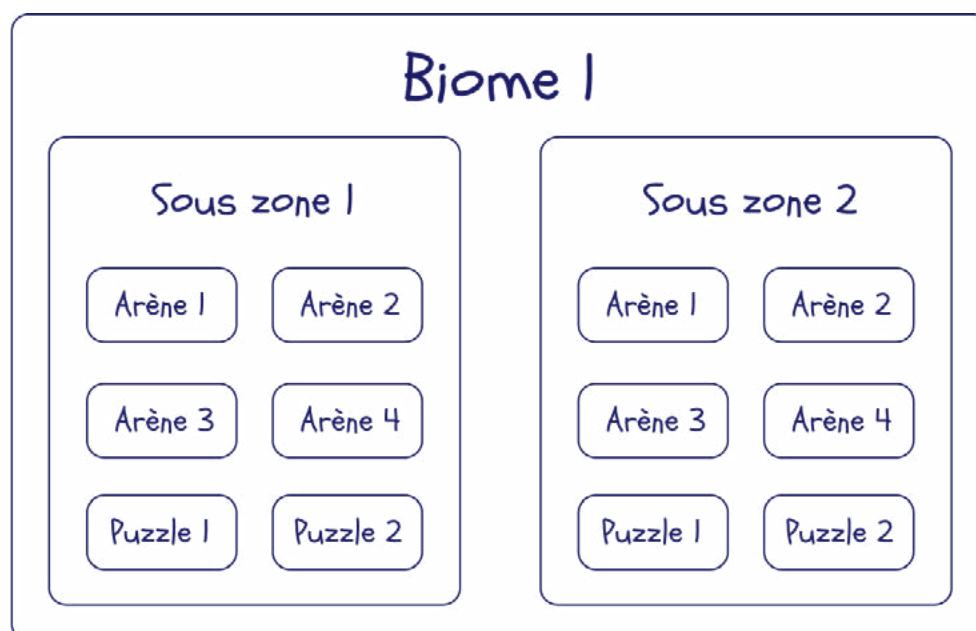 Biome 1
Sous zone 1
Arène 1
Arène 2
Arène 3
Arène 4
Puzzle 1
Puzzle 2
Sous zone 2
Arène 1
Arène 2
Arène 3
Arène 4
Puzzle 1
Puzzle 2